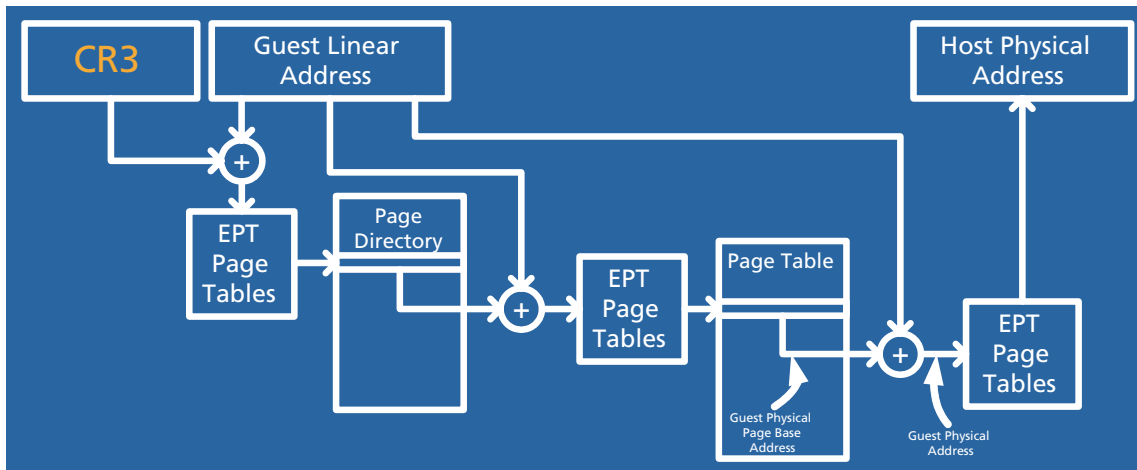 CR3
Guest Linear
Address
Host Physical
Address
+
EPT
Page
Tables
Page
Directory
+
EPT
Page
Tables
Page Table
+
EPT
Page
Tables
Guest Physical
Page Base
Address
Guest Physical
Address